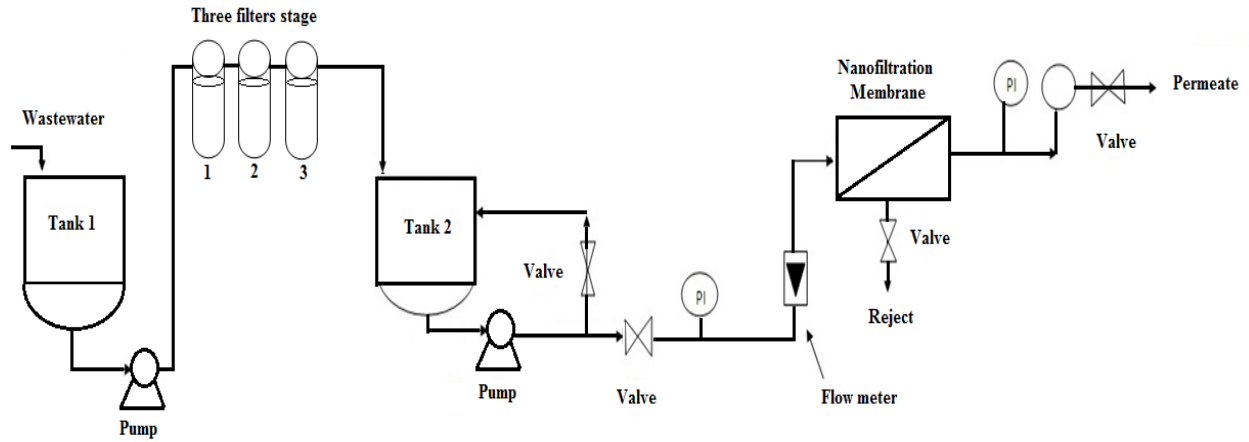 Three filters stage
Wastewater
1
2
3
Tank 1
Pump
Tank 2
Valve
Pump
Valve
PI
Flow meter
Nanofiltration
Membrane
Valve
Reject
PI
Valve
Permeate